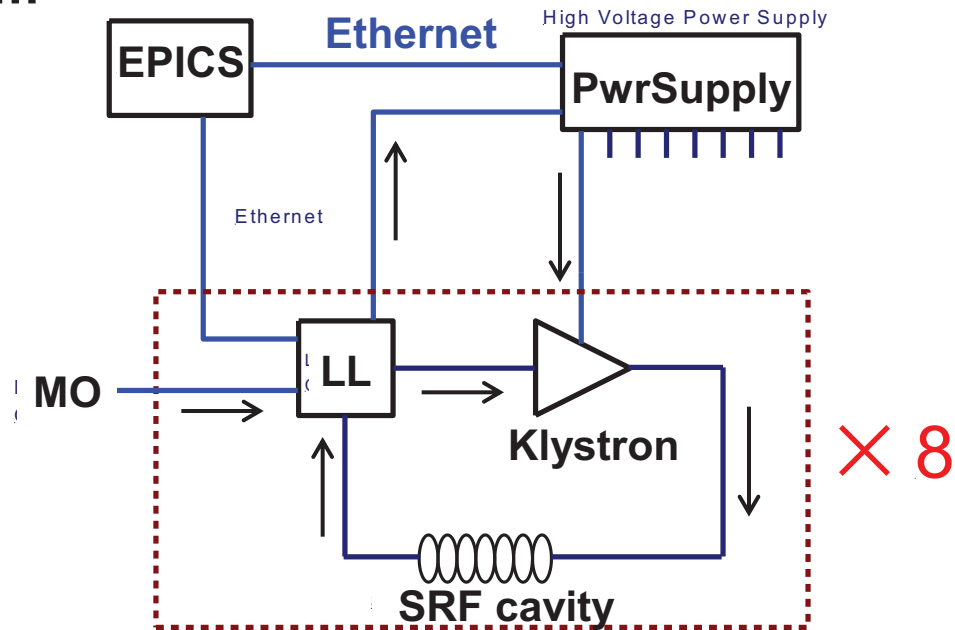 High Voltage Power Supply
Ethernet
EPICS
PwrSupply
Ethernet
LL
MO
Klystron
× 8
SRF cavity